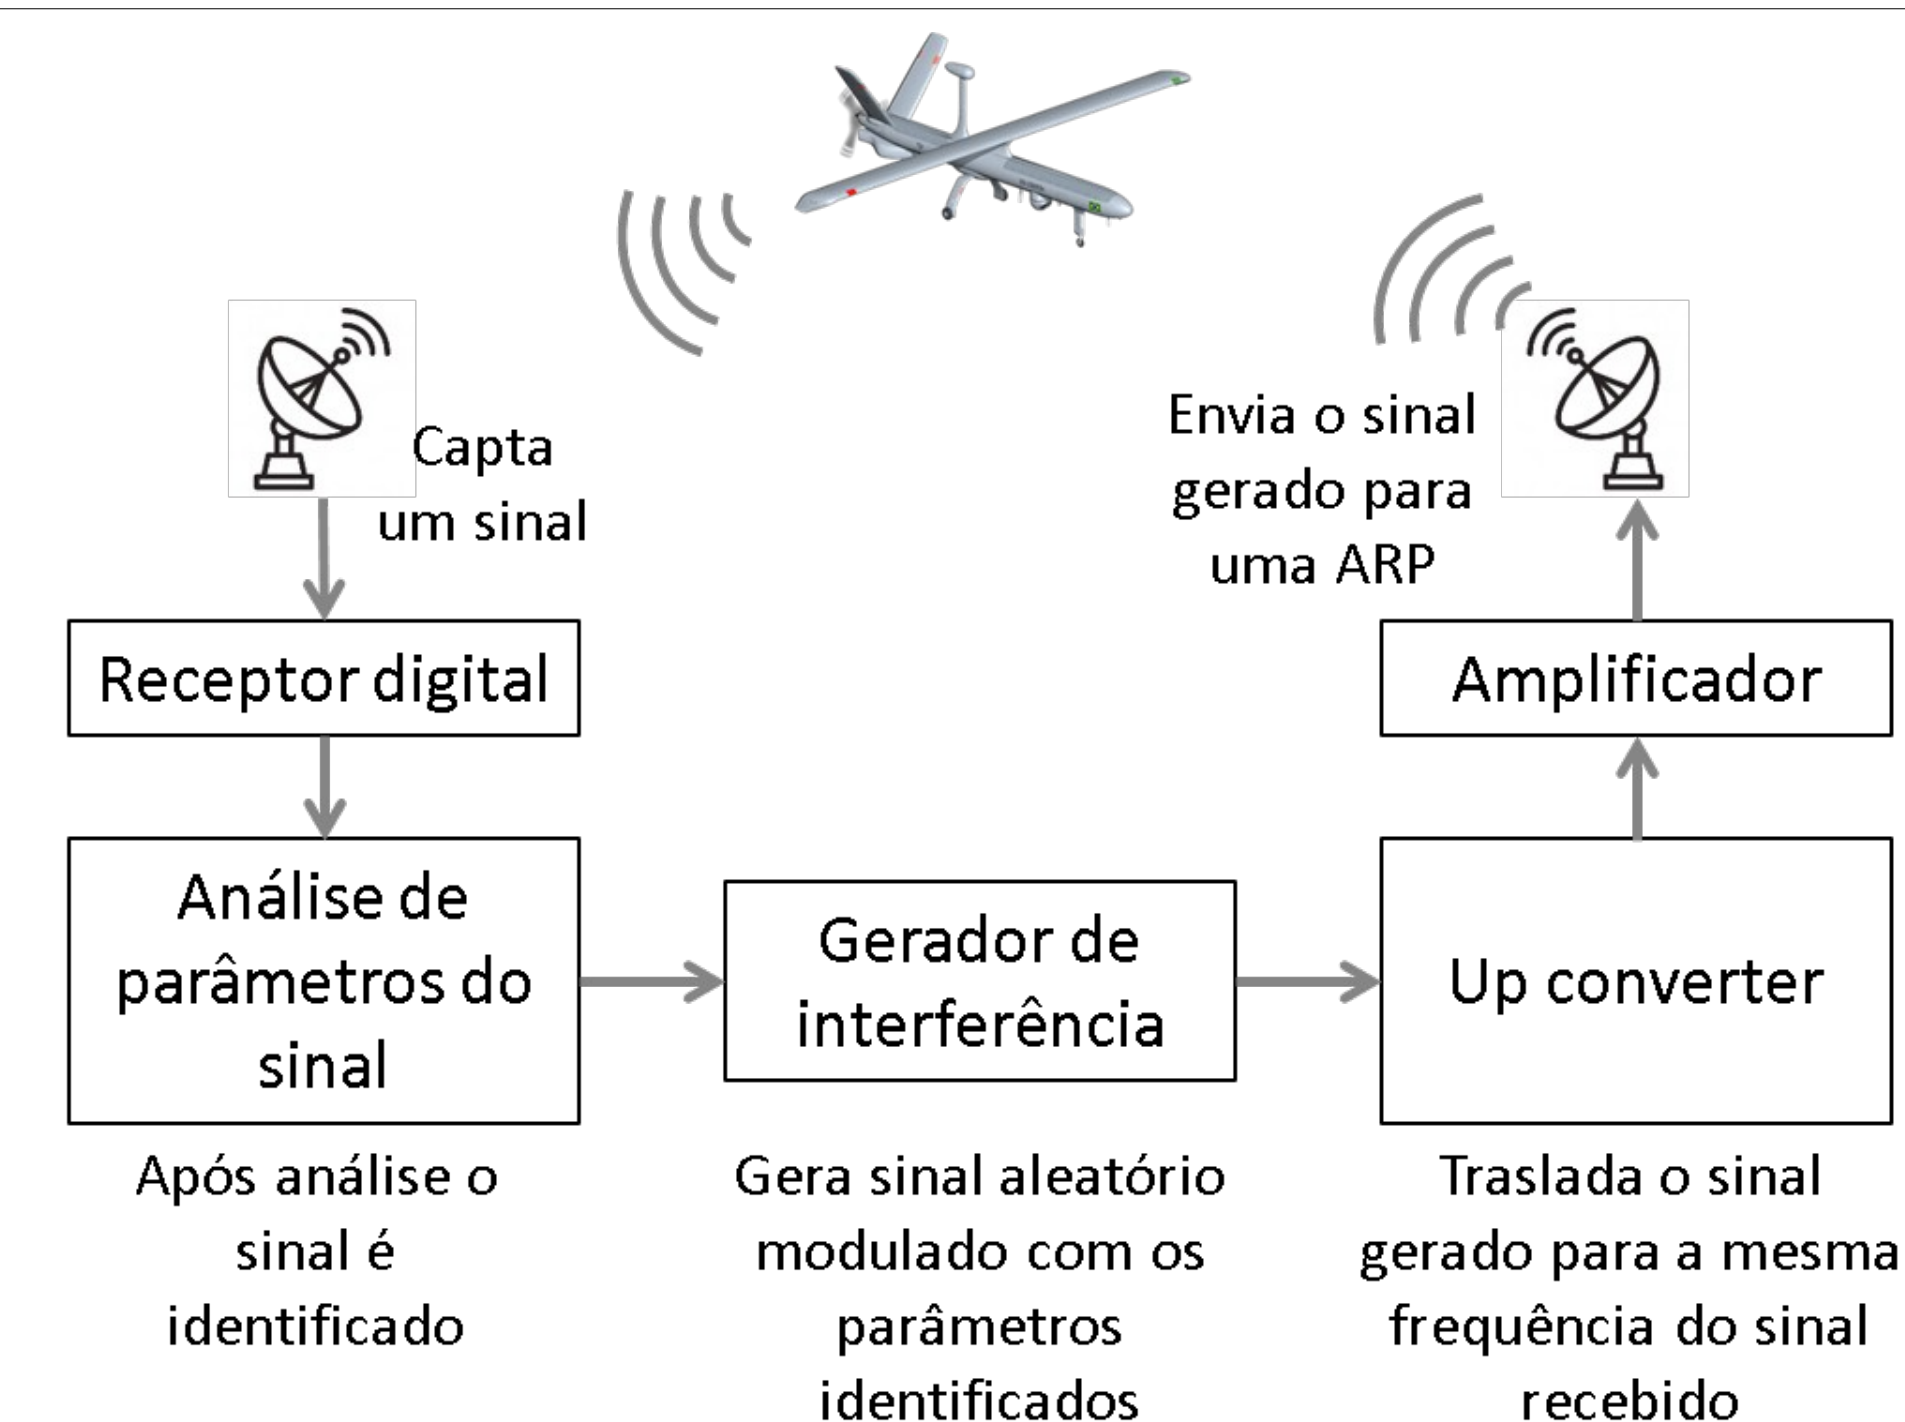 Capta
um sinal
Envia o sinal
gerado para
uma ARP
Receptor digital
Amplificador
Análise de
parâmetros do
sinal
Gerador de
interferência
Up converter
Após análise o
sinal é
identificado
Gera sinal aleatório
modulado com os
parâmetros
identificados
Traslada o sinal
gerado para a mesma
frequência do sinal
recebido